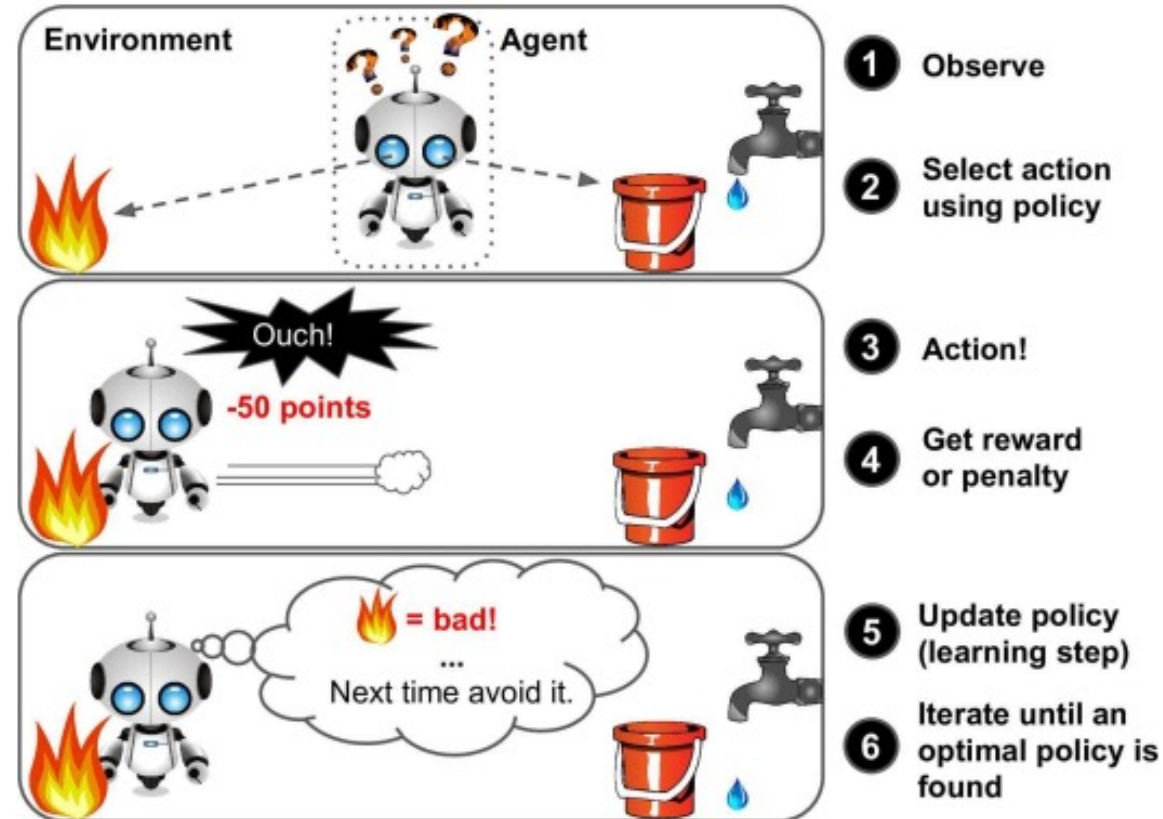 Environment
Agent
? ? ?
1 Observe
2 Select action
using policy
Ouch!
-50 points
3 Action!
4 Get reward
or penalty
= bad!
...
Next time avoid it.
5 Update policy
(learning step)
6 Iterate until an
optimal policy is
found